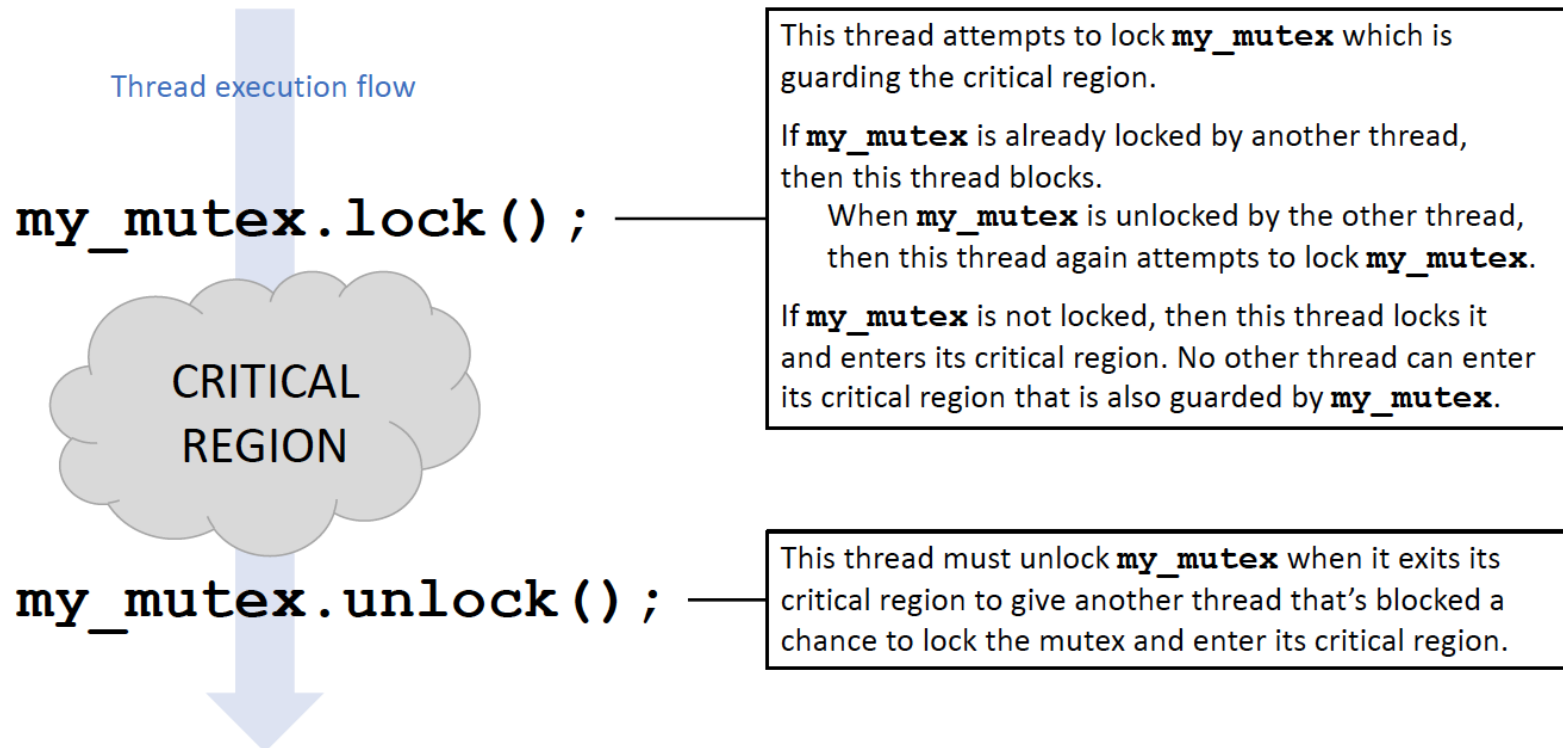 Thread execution flow
my_mutex.lock();
This thread attempts to lock my_mutex which is
guarding the critical region.
If my_mutex is already locked by another thread,
then this thread blocks.
When my_mutex is unlocked by the other thread,
then this thread again attempts to lock my_mutex.
If my_mutex is not locked, then this thread locks it
and enters its critical region. No other thread can enter
its critical region that is also guarded by my_mutex.
CRITICAL
REGION
my_mutex.unlock();
This thread must unlock my_mutex when it exits its
critical region to give another thread that’s blocked a
chance to lock the mutex and enter its critical region.